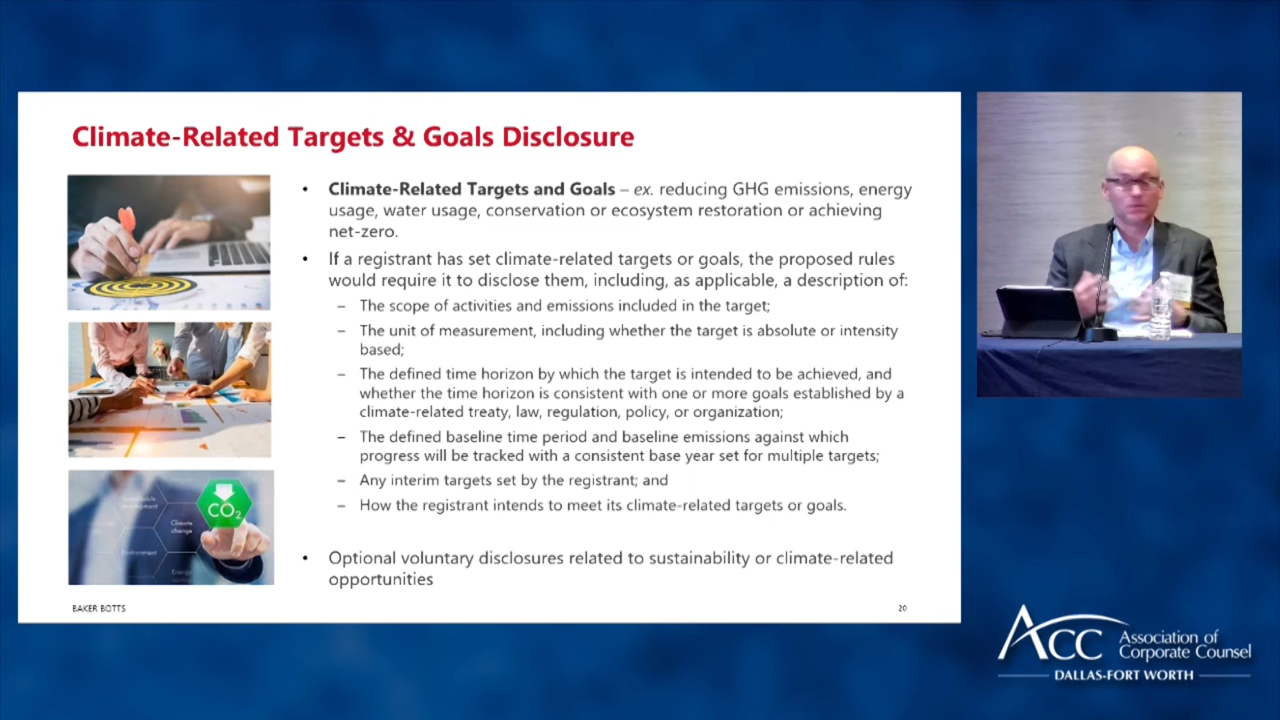 Climate-Related Targets & Goals Disclosure
• Climate-Related Targets and Goals – ex. reducing GHG emissions, energy
usage, water usage, conservation or ecosystem restoration or achieving
net-zero.
• If a registrant has set climate-related targets or goals, the proposed rules
would require it to disclose them, including, as applicable, a description of:
– The scope of activities and emissions included in the target;
– The unit of measurement, including whether the target is absolute or intensity
based;
– The defined time horizon by which the target is intended to be achieved, and
whether the time horizon is consistent with one or more goals established by a
climate-related treaty, law, regulation, policy, or organization;
– The defined baseline time period and baseline emissions against which
progress will be tracked with a consistent base year set for multiple targets;
– Any interim targets set by the registrant; and
– How the registrant intends to meet its climate-related targets or goals.
• Optional voluntary disclosures related to sustainability or climate-related
opportunities
CO₂
Climate
change
Environment
Energy
BAKER BOTTS
20
ACC
Association of
Corporate Counsel
DALLAS-FORT WORTH